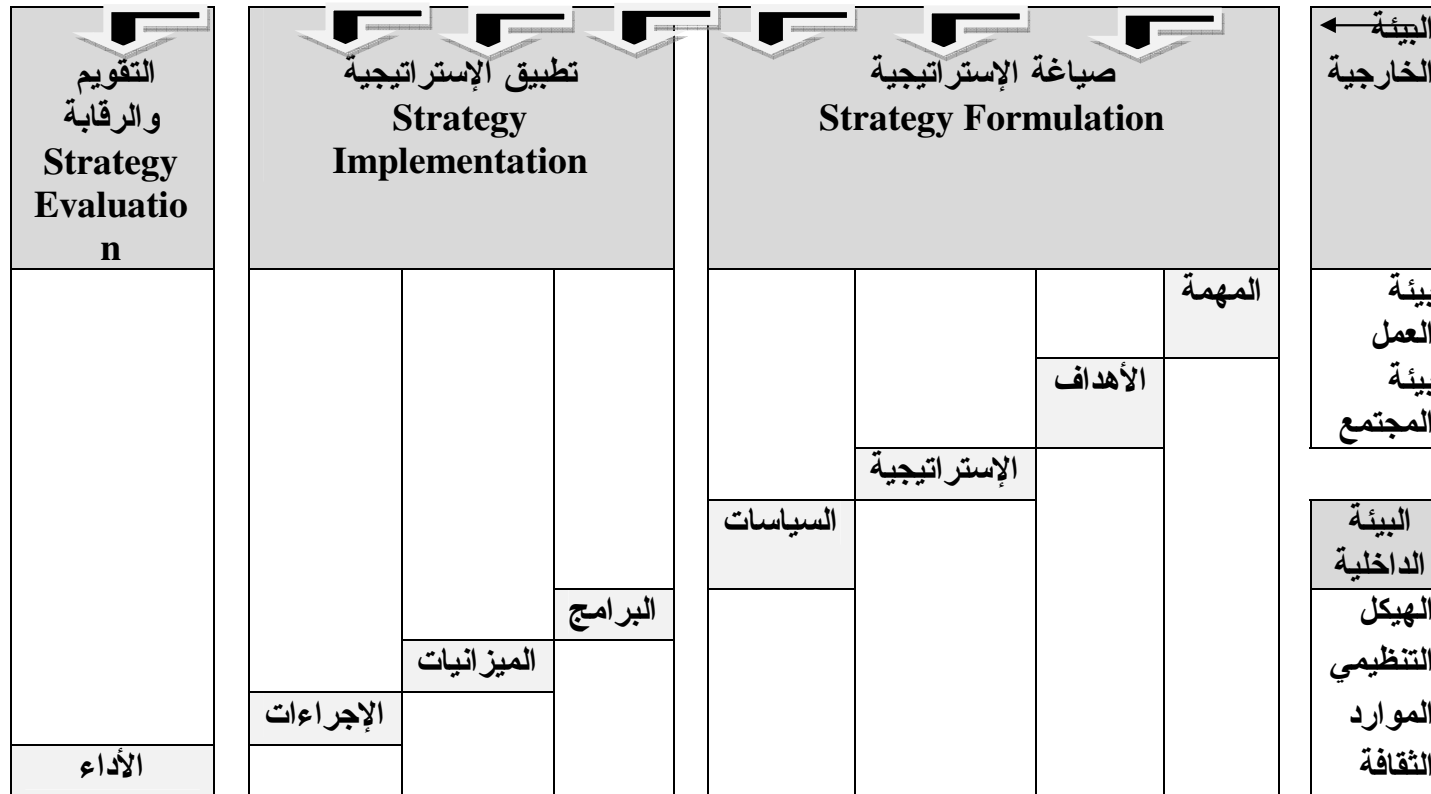 البيئة
الخارجية
صياغة الإستراتيجية
Strategy Formulation
تطبيق الإستراتيجية
Strategy
Implementation
التقويم
والرقابة
Strategy
Evaluatio
n
بيئة
العمل
بيئة
المجتمع
المهمة
الأهداف
الإستراتيجية
السياسات
البرامج
الميزانيات
الإجراءات
الأداء
البيئة
الداخلية
الهيكل
التنظيمي
الموارد
الثقافة